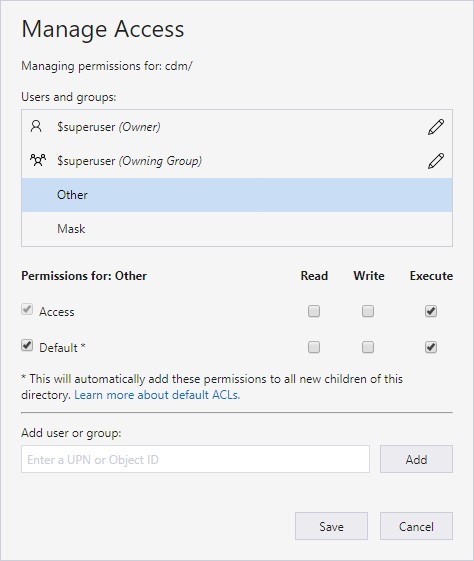 Manage Access
Managing permissions for: cdm/
Users and groups:
$superuser (Owner)
$superuser (Owning Group)
Other
Mask
Permissions for: Other Read Write Execute
Access
Default *
* This will automatically add these permissions to all new children of this
directory. Learn more about default ACLs.
Add user or group:
Enter a UPN or Object ID Add
Save Cancel